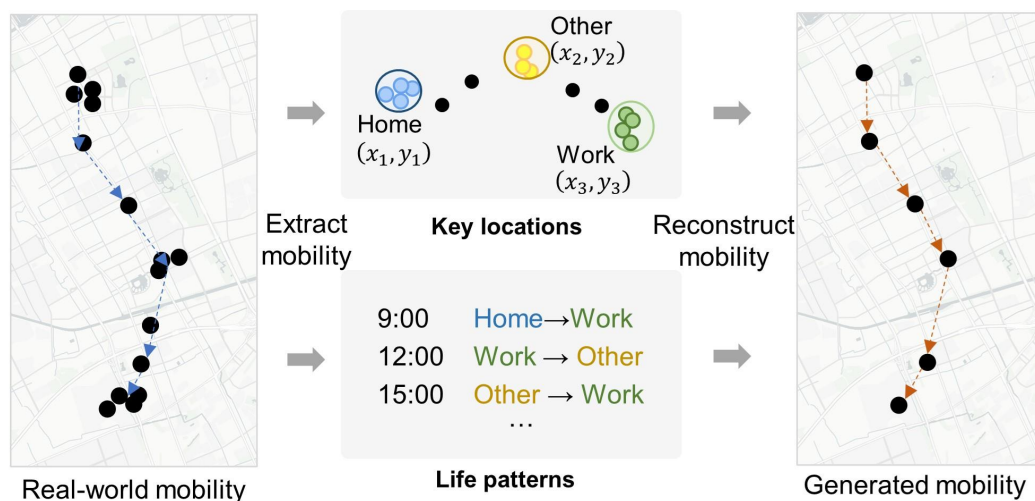 Other
(x₂, y₂)
Home
(x₁, y₁)
Work
(x₃, y₃)
Extract
mobility
Key locations
Reconstruct
mobility
9:00 Home→Work
12:00 Work → Other
15:00 Other → Work
...
Real-world mobility
Life patterns
Generated mobility